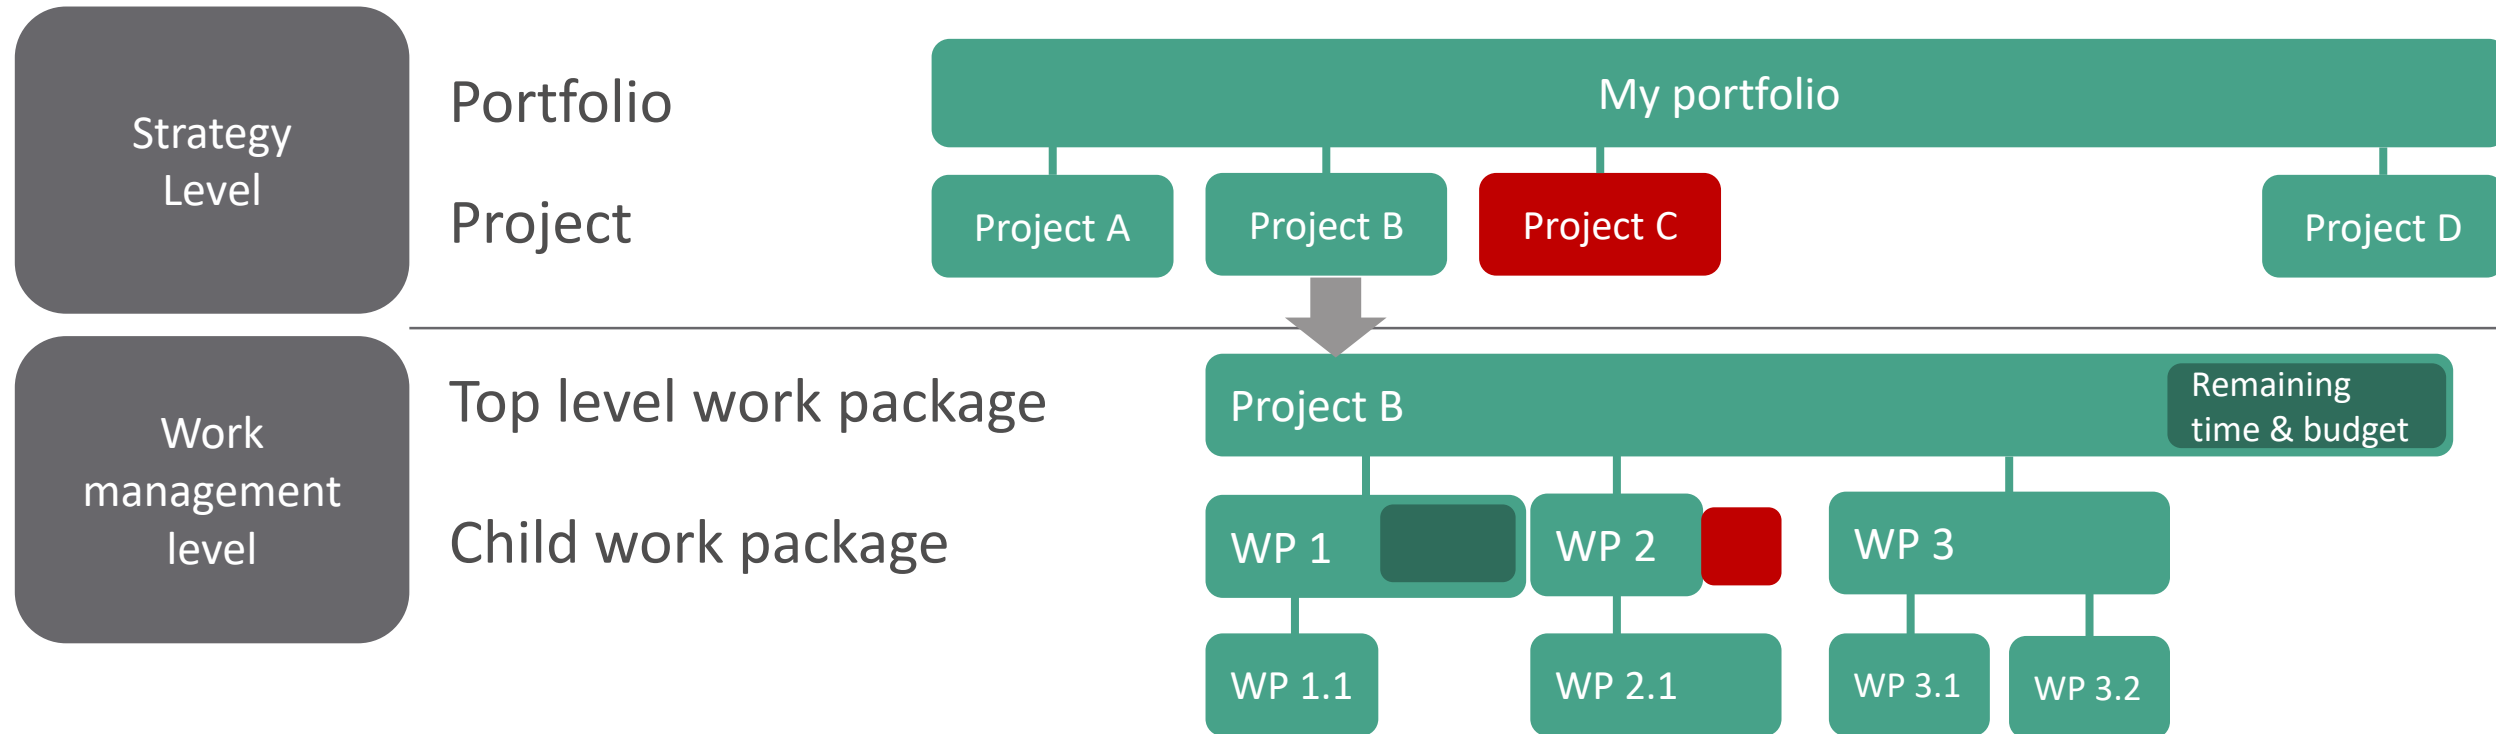 Strategy
Level
Portfolio
My portfolio
Project
Project A
Project B
Project C
Project D
Work
management
level
Top level work package
Project B
Remaining
time & budget
Child work package
WP 1
WP 2
WP 3
WP 1.1
WP 2.1
WP 3.1
WP 3.2